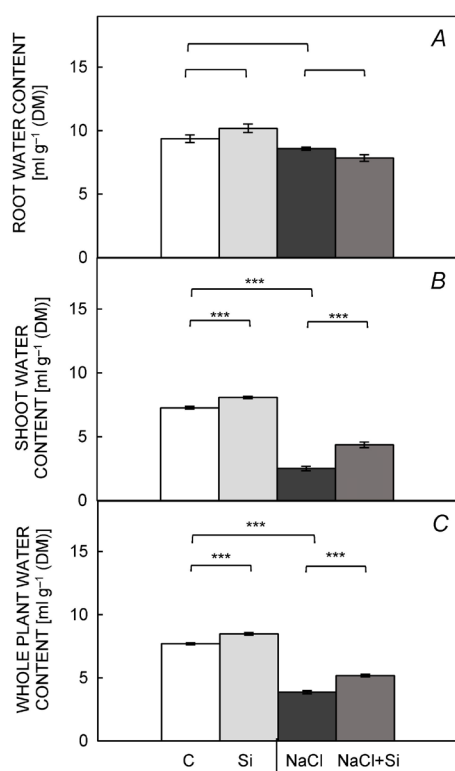 A
ROOT WATER CONTENT
[ml g⁻¹ (DM)]
15
10
5
0
B
SHOOT WATER
CONTENT [ml g⁻¹ (DM)]
***
*** ***
15
10
5
0
C
WHOLE PLANT WATER
CONTENT [ml g⁻¹ (DM)]
***
*** ***
15
10
5
0
C Si NaCl NaCl+Si